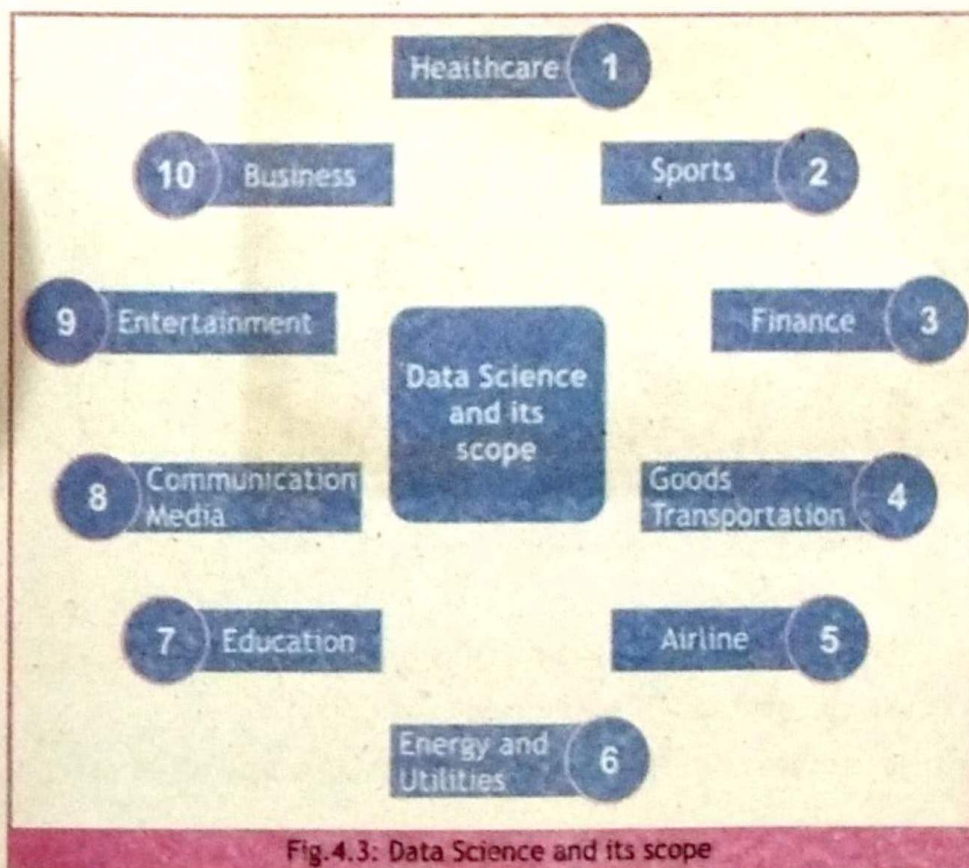 Healthcare 1
10 Business
Sports 2
9 Entertainment
Finance 3
Data Science
and its
scope
8 Communication
Media
Goods
Transportation 4
7 Education
Airline 5
Energy and
Utilities 6
Fig.4.3: Data Science and its scope